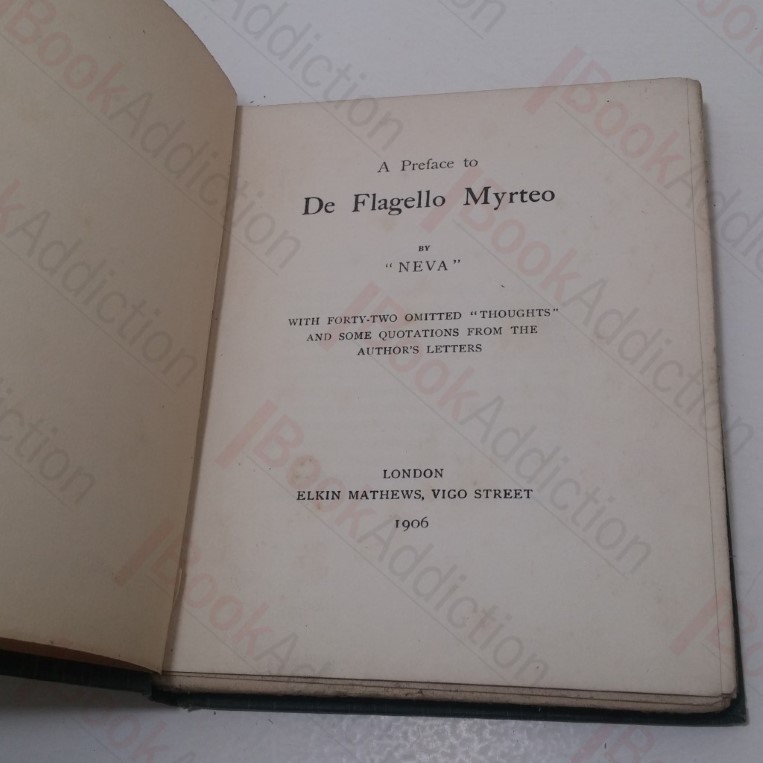 A Preface to
De Flagello Myrteo
BY
"NEVA"
WITH FORTY-TWO OMITTED "THOUGHTS"
AND SOME QUOTATIONS FROM THE
AUTHOR'S LETTERS
LONDON
ELKIN MATHEWS, VIGO STREET
1906
BookAddiction